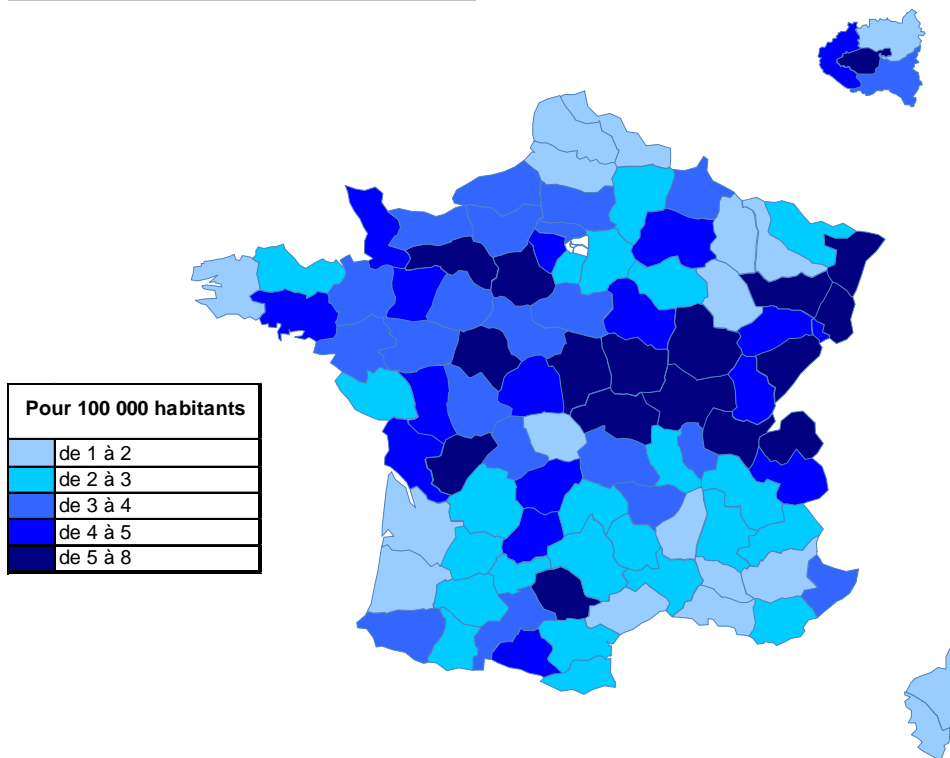 Pour 100 000 habitants
de 1 à 2
de 2 à 3
de 3 à 4
de 4 à 5
de 5 à 8